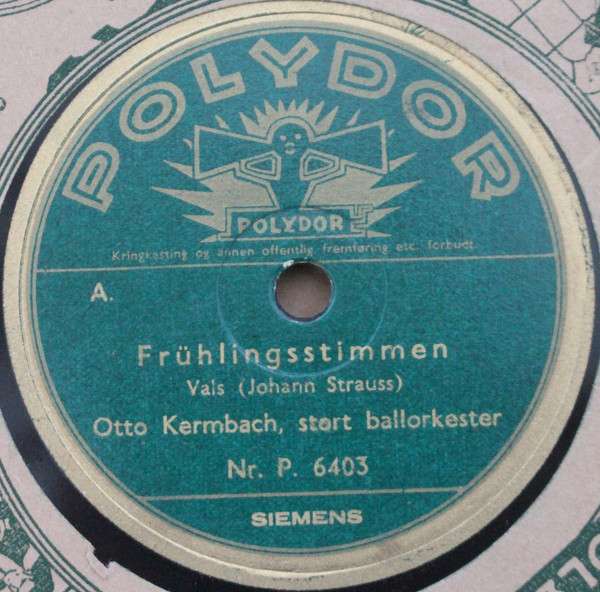 POLYDOR
POLYDOR
Kringkasting og annen offentlig fremføring etc. forbudt
A.
Frühlingsstimmen
Vals (Johann Strauss)
Otto Kermbach, stort ballorkester
Nr. P. 6403
SIEMENS